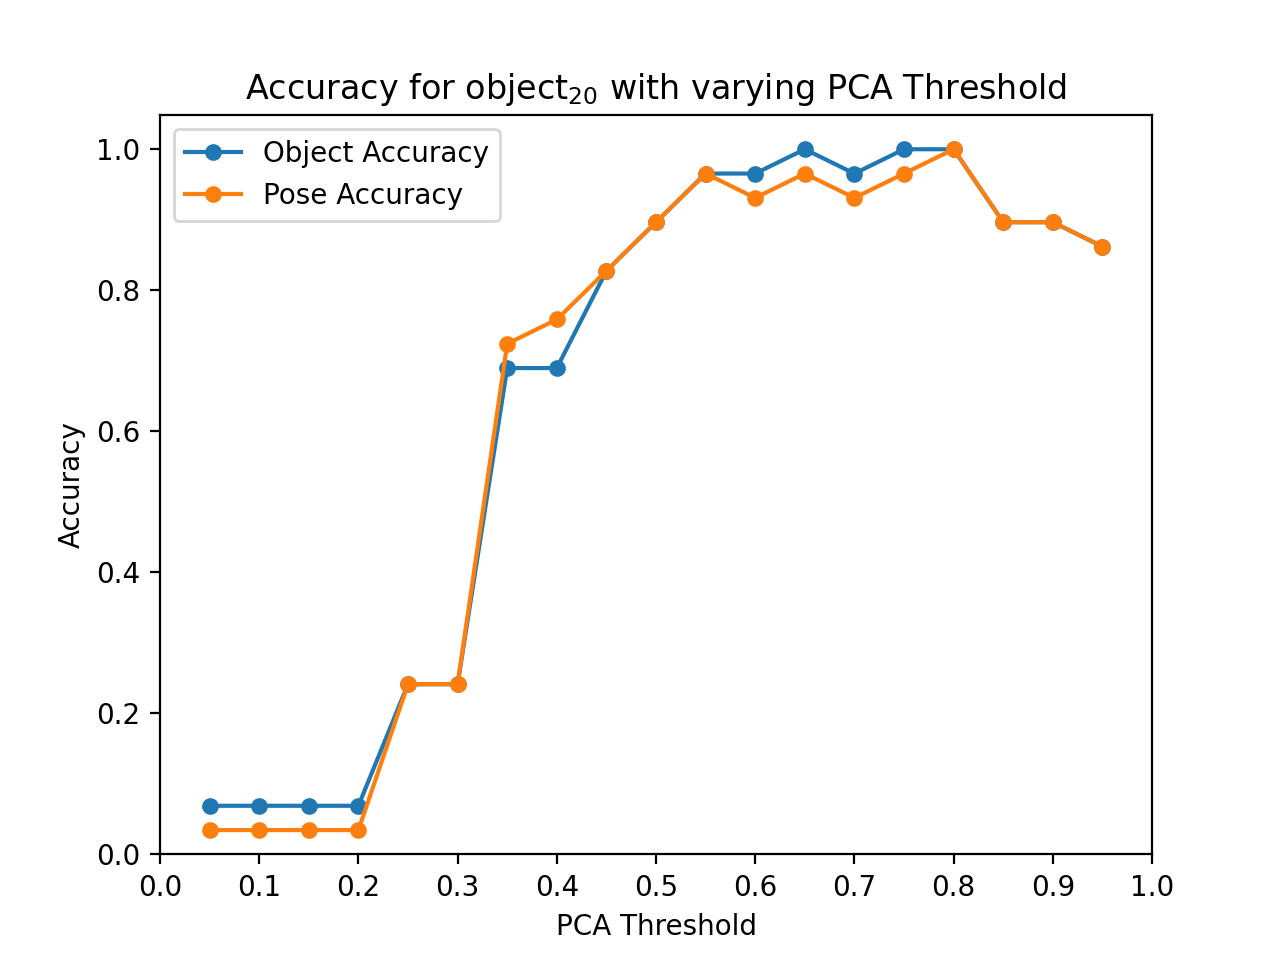 Accuracy for object₂₀ with varying PCA Threshold
Object Accuracy
Pose Accuracy
1.0
0.8
0.6
0.4
0.2
0.0
Accuracy
0.0 0.1 0.2 0.3 0.4 0.5 0.6 0.7 0.8 0.9 1.0
PCA Threshold